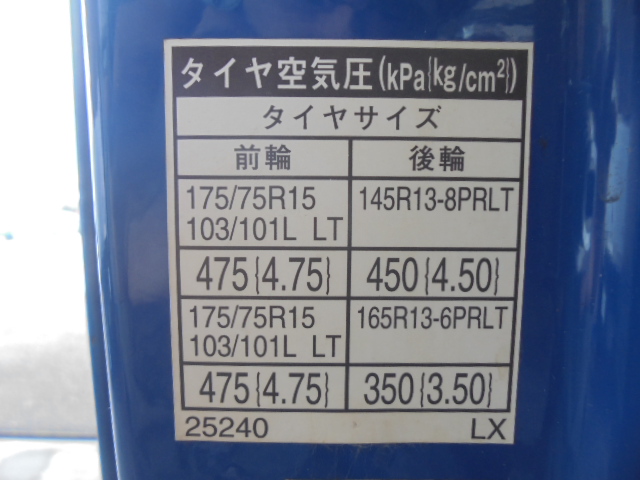 タイヤ空気圧(kPa{kg/cm²})
タイヤサイズ
前輪 後輪
175/75R15 145R13-8PRLT
103/101L LT
475{4.75} 450{4.50}
175/75R15 165R13-6PRLT
103/101L LT
475{4.75} 350{3.50}
25240 LX